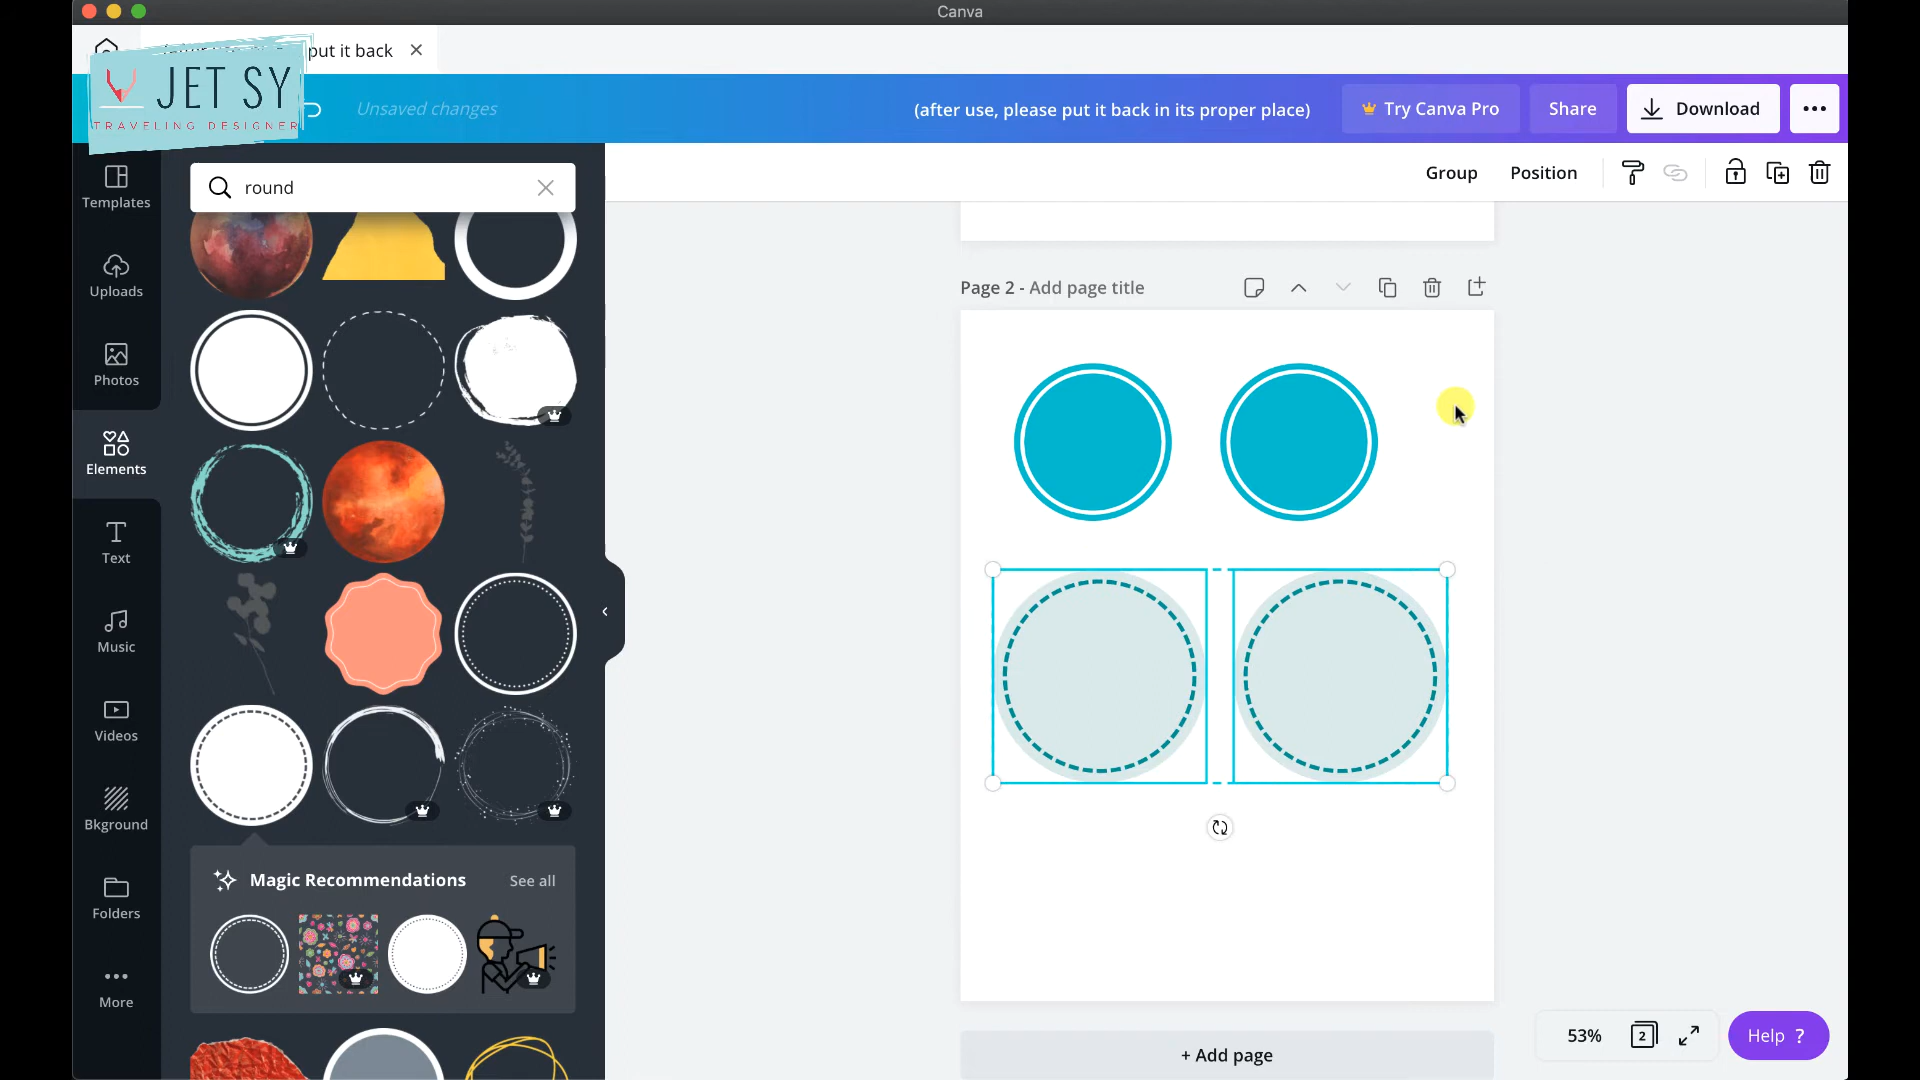 Canva
put it back
JET SY
TRAVELING DESIGNER
Unsaved changes
(after use, please put it back in its proper place)
Try Canva Pro
Share
Download
Templates
Uploads
Photos
Elements
Text
Music
Videos
Bkground
Folders
More
round
Group
Position
Page 2 - Add page title
Magic Recommendations
See all
+ Add page
53%
2
Help ?